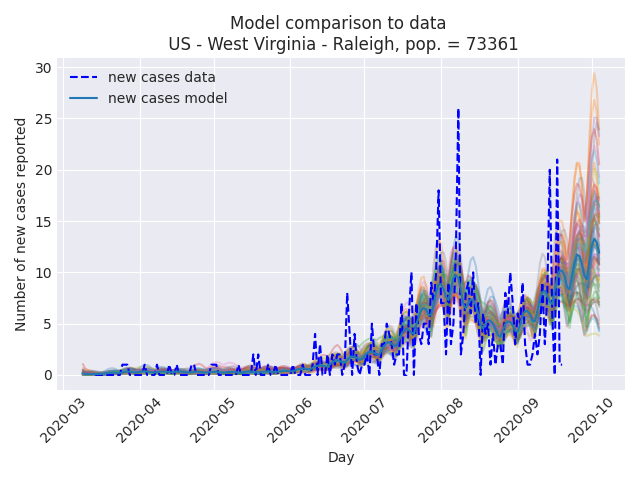 Model comparison to data
US - West Virginia - Raleigh, pop. = 73361
new cases data
new cases model
Number of new cases reported
30
25
20
15
10
5
0
2020-03
2020-04
2020-05
2020-06
2020-07
2020-08
2020-09
2020-10
Day